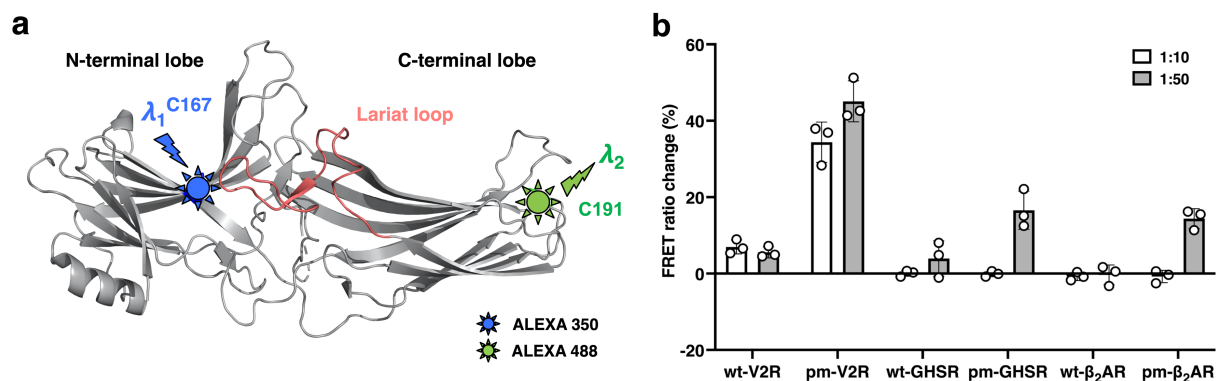 a
N-terminal lobe
C-terminal lobe
λ1 C167
Lariat loop
λ2
C191
ALEXA 350
ALEXA 488
b
FRET ratio change (%)
60
40
20
0
-20
1:10
1:50
wt-V2R
pm-V2R
wt-GHSR
pm-GHSR
wt-β2AR
pm-β2AR